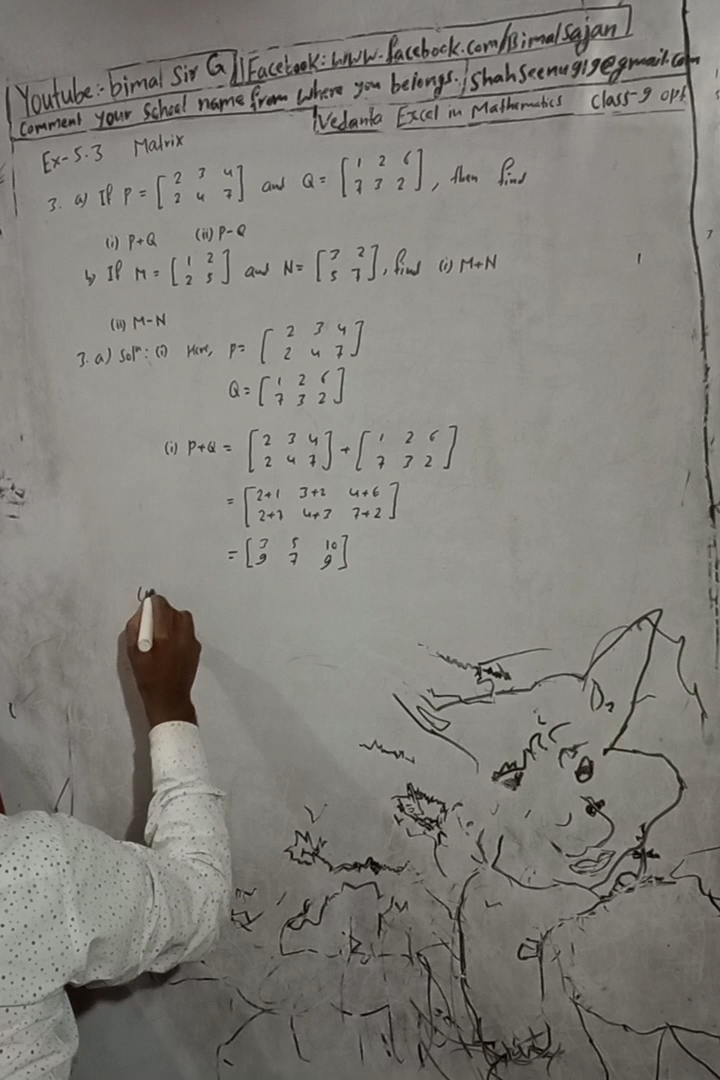 Youtube:- bimal Sir G || Facebook: www.facebook.com/Bimalsajan
Comment your School name from where you belongs. | Shahseenu919@gmail.com
Vedanta Excel in Mathematics Class-9 opt
Ex-5.3 Matrix
3. a) If P = [2 3 4
2 4 7] and Q = [1 2 6
7 3 2], then find
(i) P+Q (ii) P-Q
b) If M = [1 2
2 5] and N = [3 2
5 7], find (i) M+N
(ii) M-N
3. a) Solⁿ: (i) Here, P = [2 3 4
2 4 7]
Q = [1 2 6
7 3 2]
(i) P+Q = [2 3 4
2 4 7] + [1 2 6
7 3 2]
= [2+1 3+2 4+6
2+7 4+3 7+2]
= [3 5 10
9 7 9]